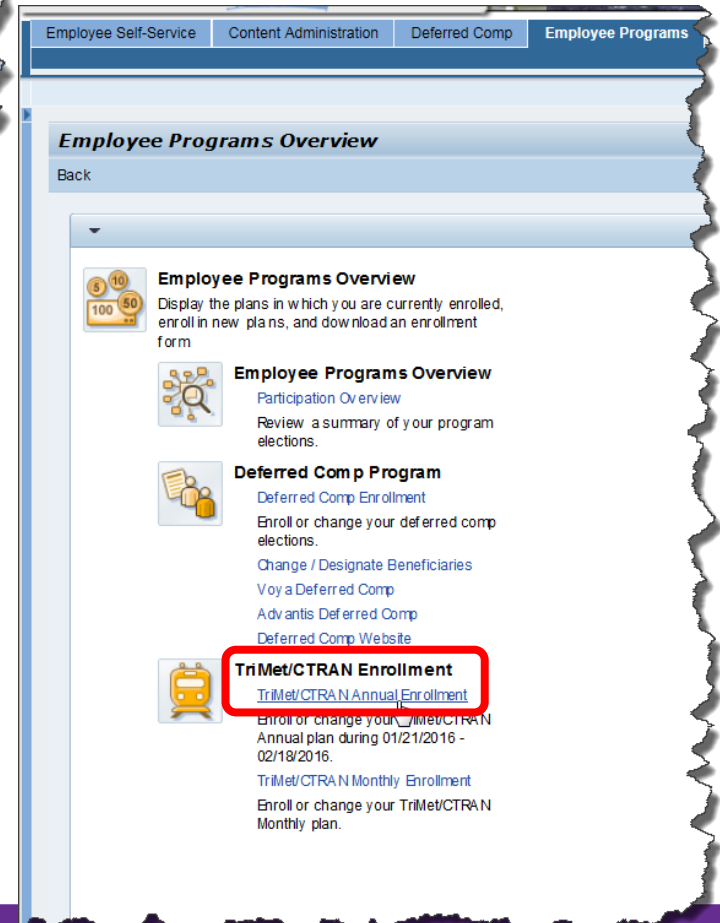 Employee Self-Service Content Administration Deferred Comp Employee Programs
Employee Programs Overview
Back
5 10
100 50
Employee Programs Overview
Display the plans in which you are currently enrolled,
enroll in new plans, and download an enrollment
form
Employee Programs Overview
Participation Overview
Review a summary of your program
elections.
Deferred Comp Program
Deferred Comp Enrollment
Enroll or change your deferred comp
elections.
Change / Designate Beneficiaries
Voya Deferred Comp
Advantis Deferred Comp
Deferred Comp Website
TriMet/CTRAN Enrollment
TriMet/CTRAN Annual Enrollment
Enroll or change your TriMet/CTRAN
Annual plan during 01/21/2016 -
02/18/2016.
TriMet/CTRAN Monthly Enrollment
Enroll or change your TriMet/CTRAN
Monthly plan.